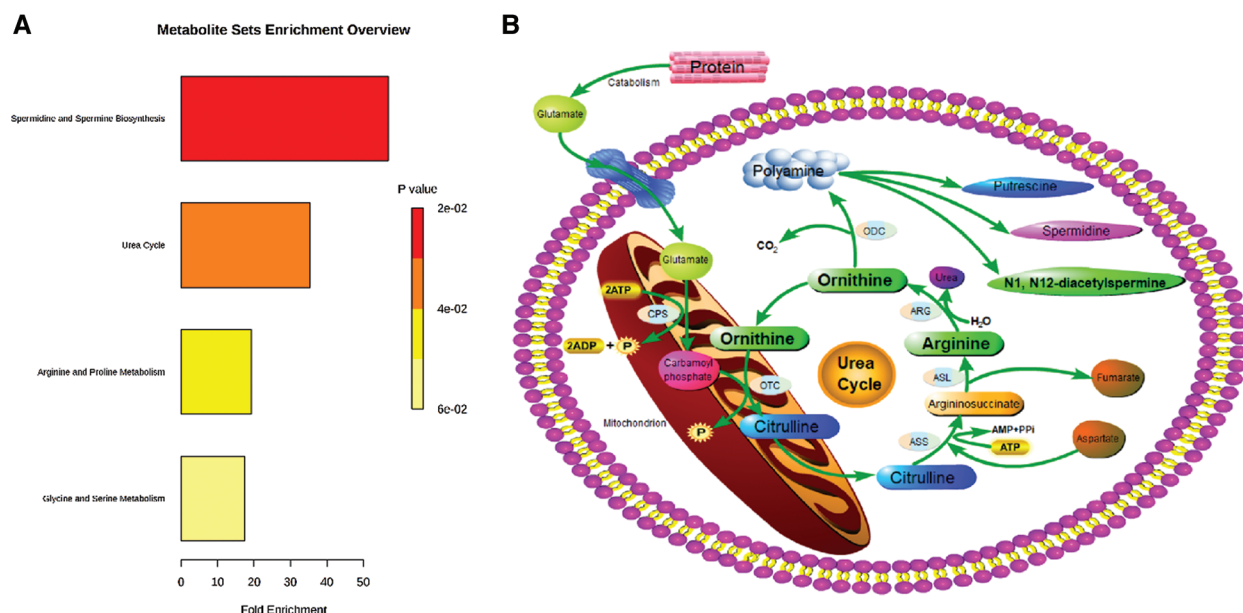 A
Metabolite Sets Enrichment Overview
Spermidine and Spermine Biosynthesis
Urea Cycle
Arginine and Proline Metabolism
Glycine and Serine Metabolism
0 10 20 30 40 50
Fold Enrichment
P value
2e-02
4e-02
6e-02
B
Protein
Catabolism
Glutamate
Polyamine
Putrescine
Spermidine
N1, N12-diacetylspermine
CO2
ODC
Glutamate
Ornithine
Urea
2ATP
CPS
ARG
H2O
2ADP + P
Ornithine
Arginine
Carbamoyl
phosphate
Urea
Cycle
OTC
ASL
Fumarate
Argininosuccinate
Mitochondrion
P
Citrulline
AMP+PPi
ATP
Aspartate
ASS
Citrulline